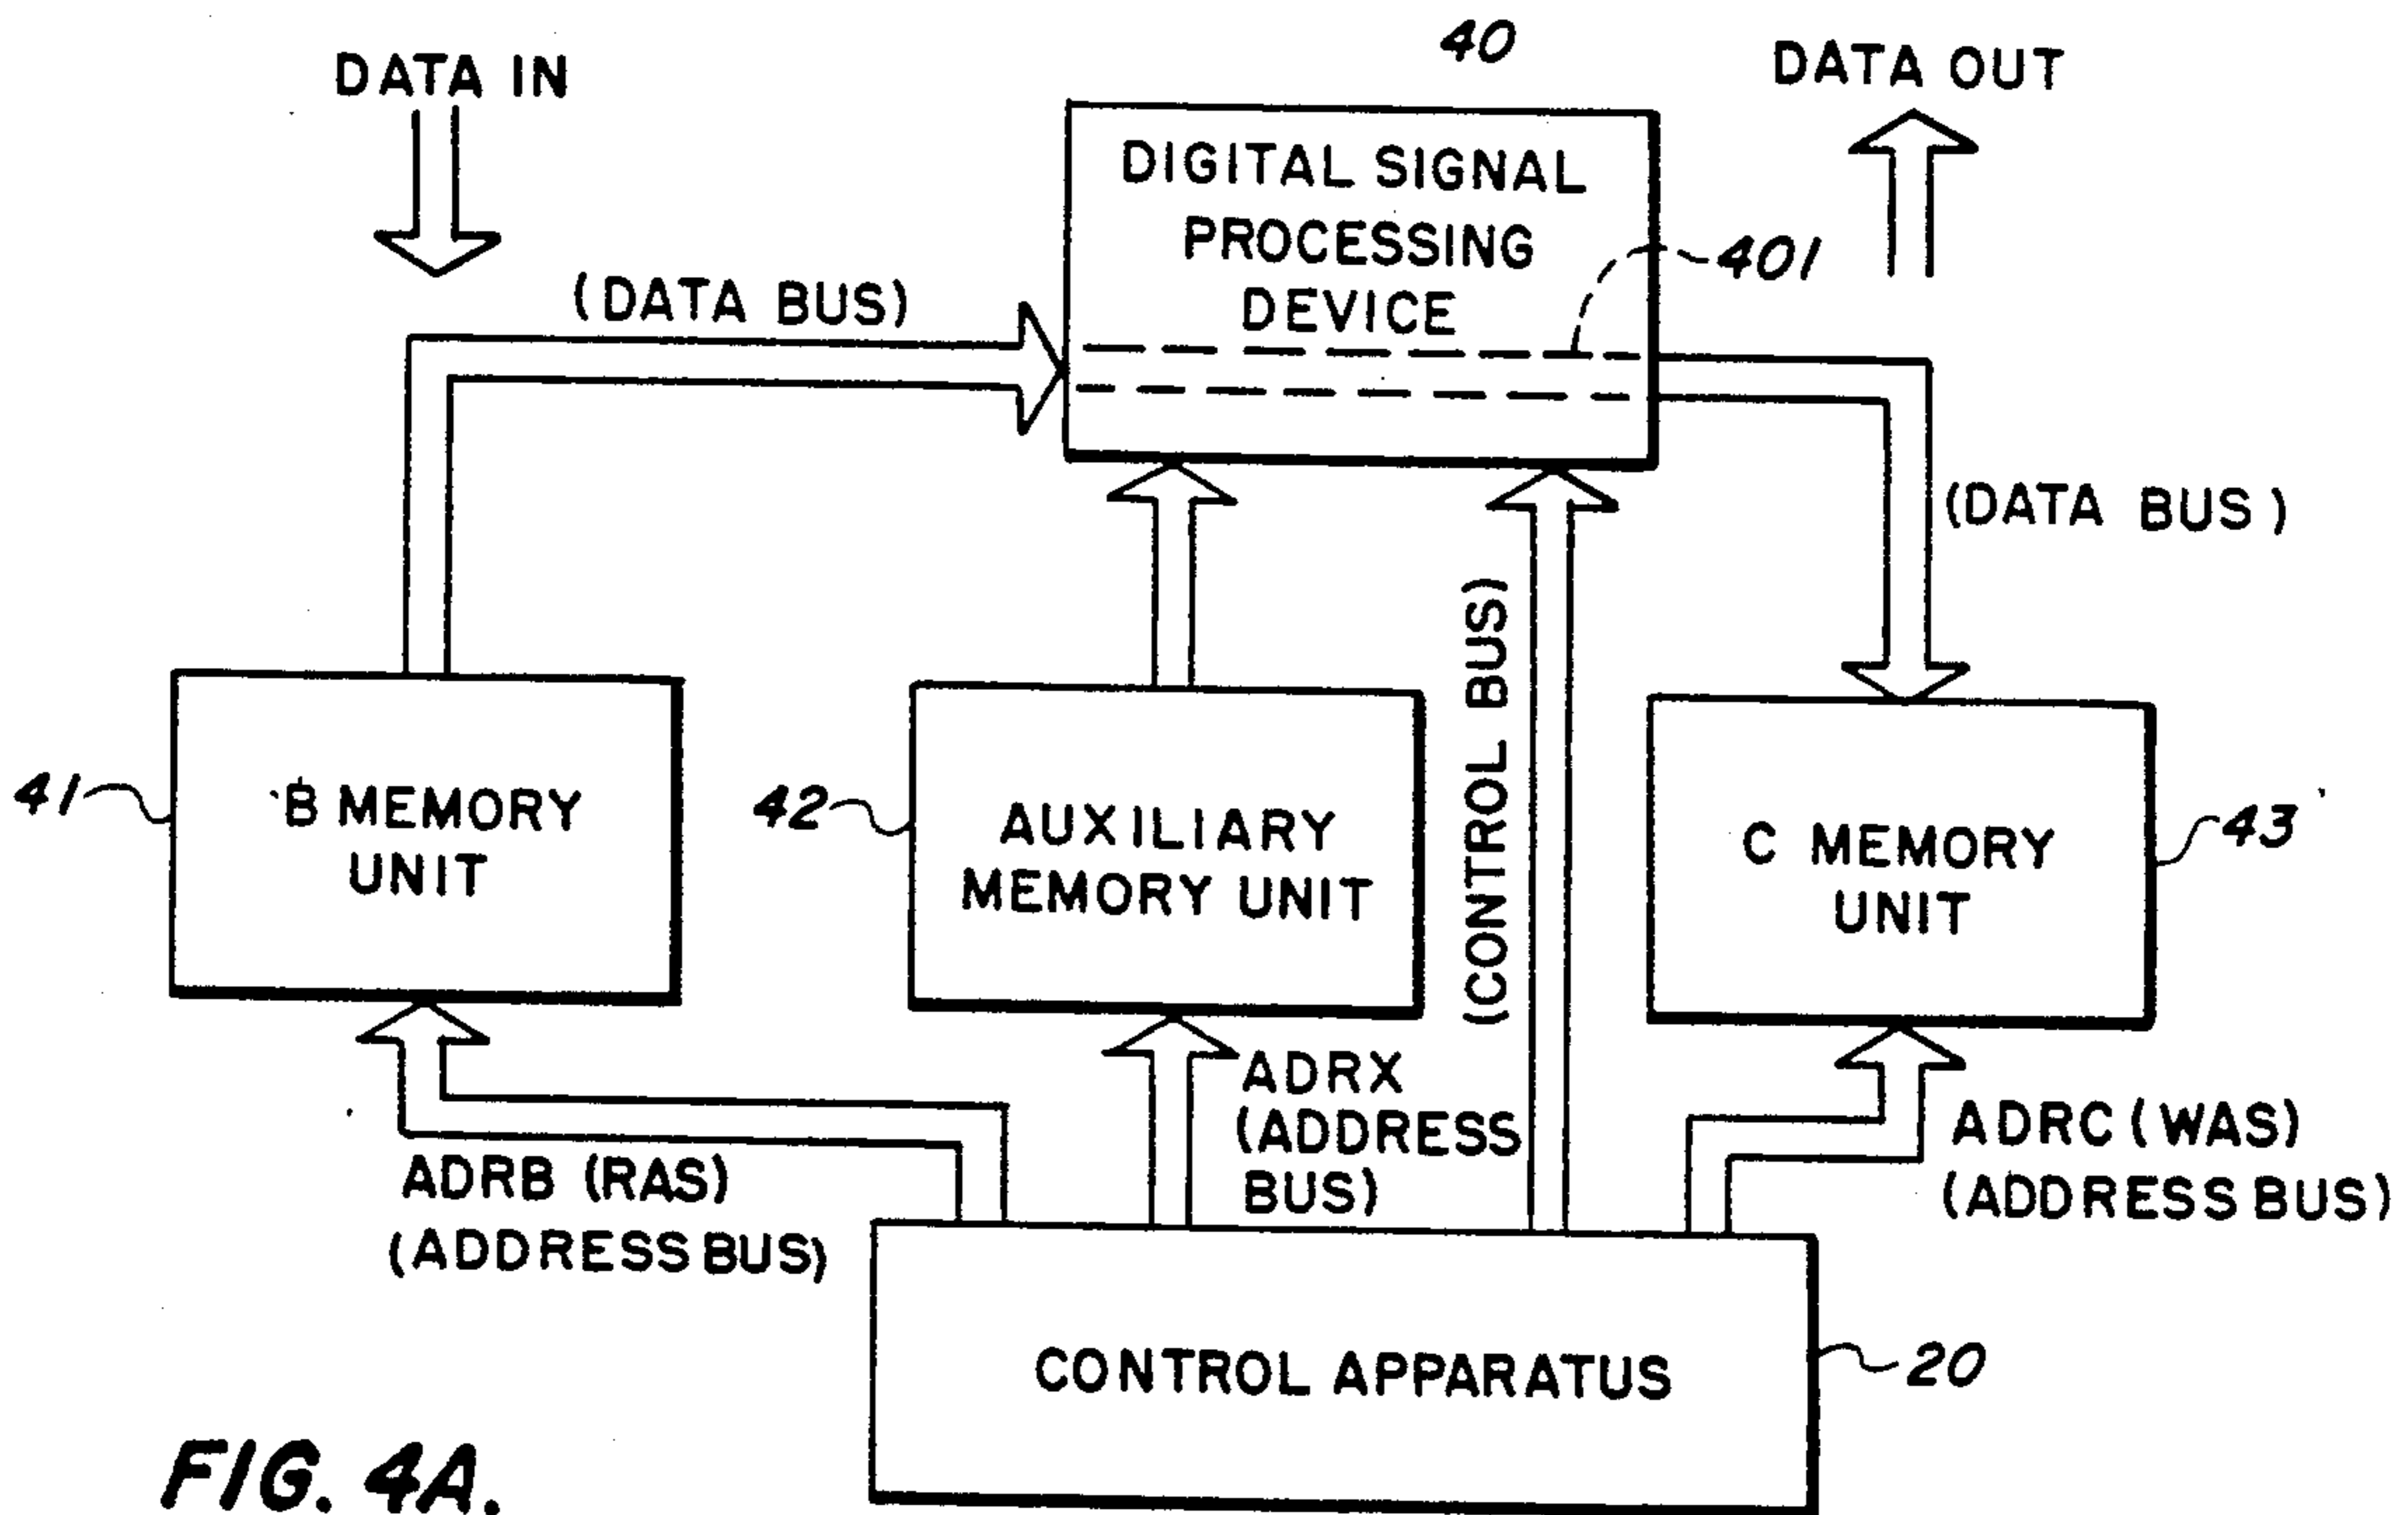 40
DATA IN
DATA OUT
DIGITAL SIGNAL
PROCESSING
DEVICE
401
(DATA BUS)
(DATA BUS)
(CONTROL BUS)
41
B MEMORY
UNIT
42
AUXILIARY
MEMORY UNIT
C MEMORY
UNIT
43
ADRB (RAS)
(ADDRESS BUS)
ADRX
(ADDRESS
BUS)
ADRC (WAS)
(ADDRESS BUS)
CONTROL APPARATUS
20
FIG. 4A.